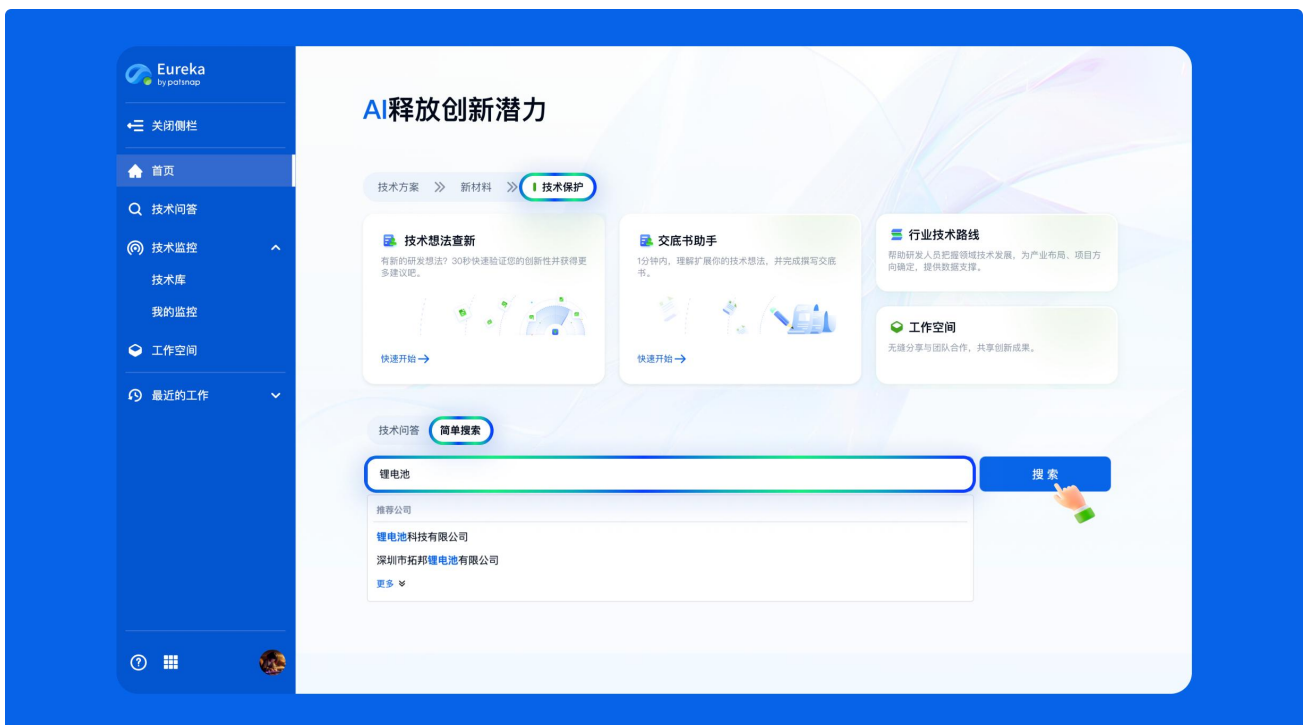 Eureka
by patsnap
关闭侧栏
首页
技术问答
技术监控
技术库
我的监控
工作空间
最近的工作
AI释放创新潜力
技术方案
新材料
技术保护
技术想法查新
有新的研发想法？30秒快速验证您的创新性并获得更
多建议吧。
快速开始
交底书助手
1分钟内，理解扩展你的技术想法，并完成撰写交底
书。
快速开始
行业技术路线
帮助研发人员把握领域技术发展，为产业布局、项目方
向确定，提供数据支撑。
工作空间
无缝分享与团队合作，共享创新成果。
技术问答
简单搜索
锂电池
搜索
推荐公司
锂电池科技有限公司
深圳市拓邦锂电池有限公司
更多